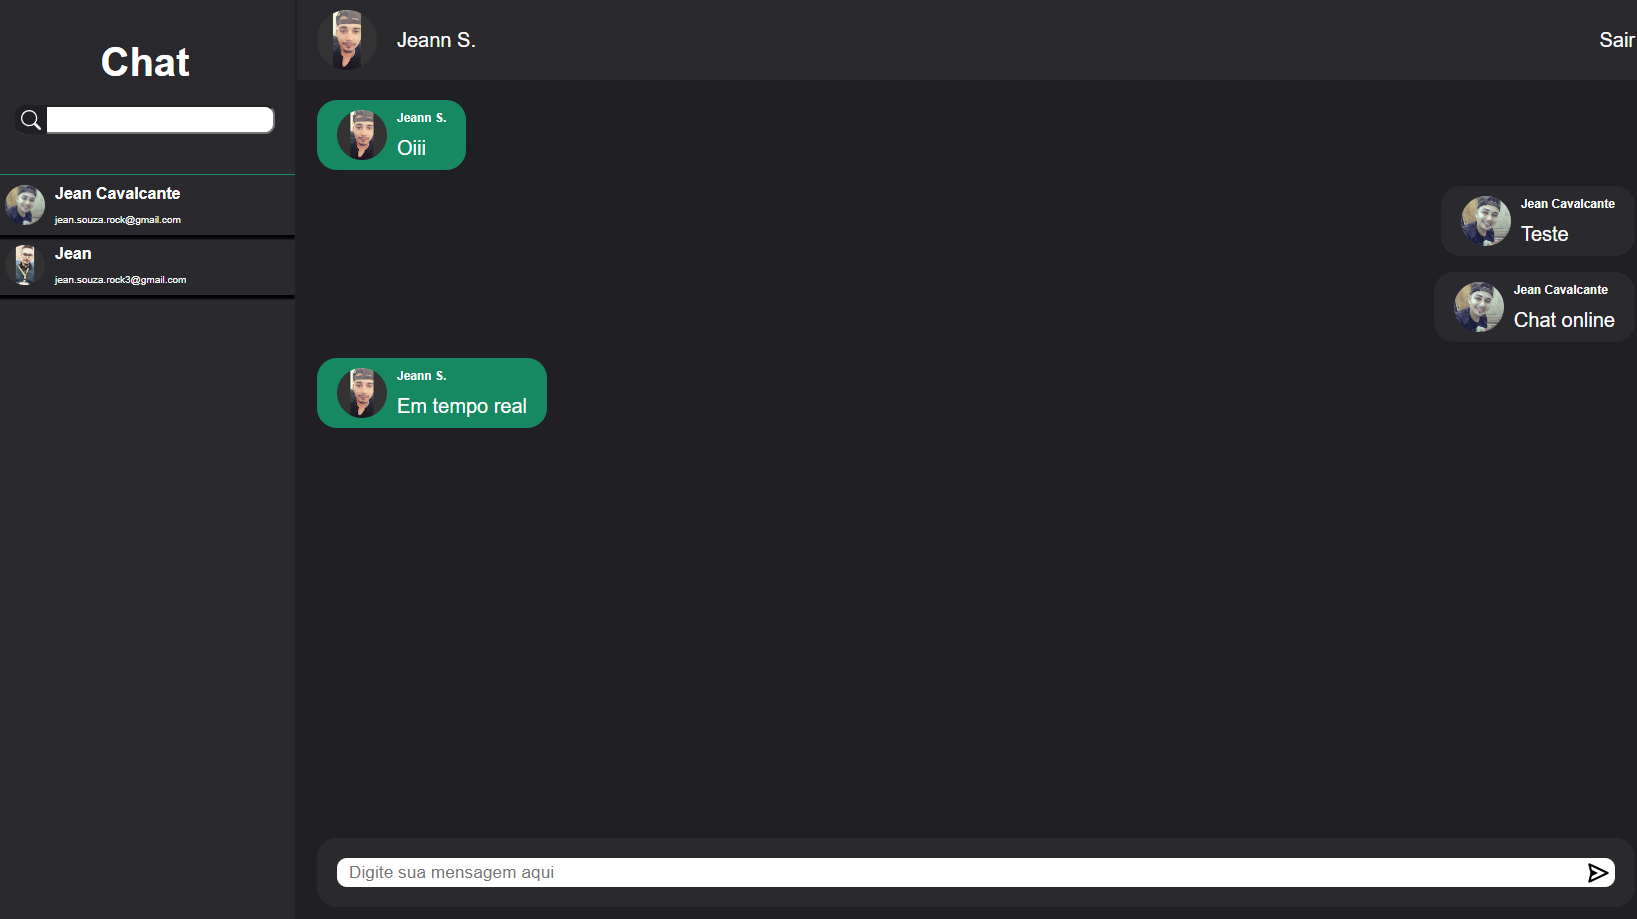 Chat
Jean Cavalcante
jean.souza.rock@gmail.com
Jean
jean.souza.rock3@gmail.com
Jeann S.
Sair
Jeann S.
Oiii
Jean Cavalcante
Teste
Jean Cavalcante
Chat online
Jeann S.
Em tempo real
Digite sua mensagem aqui